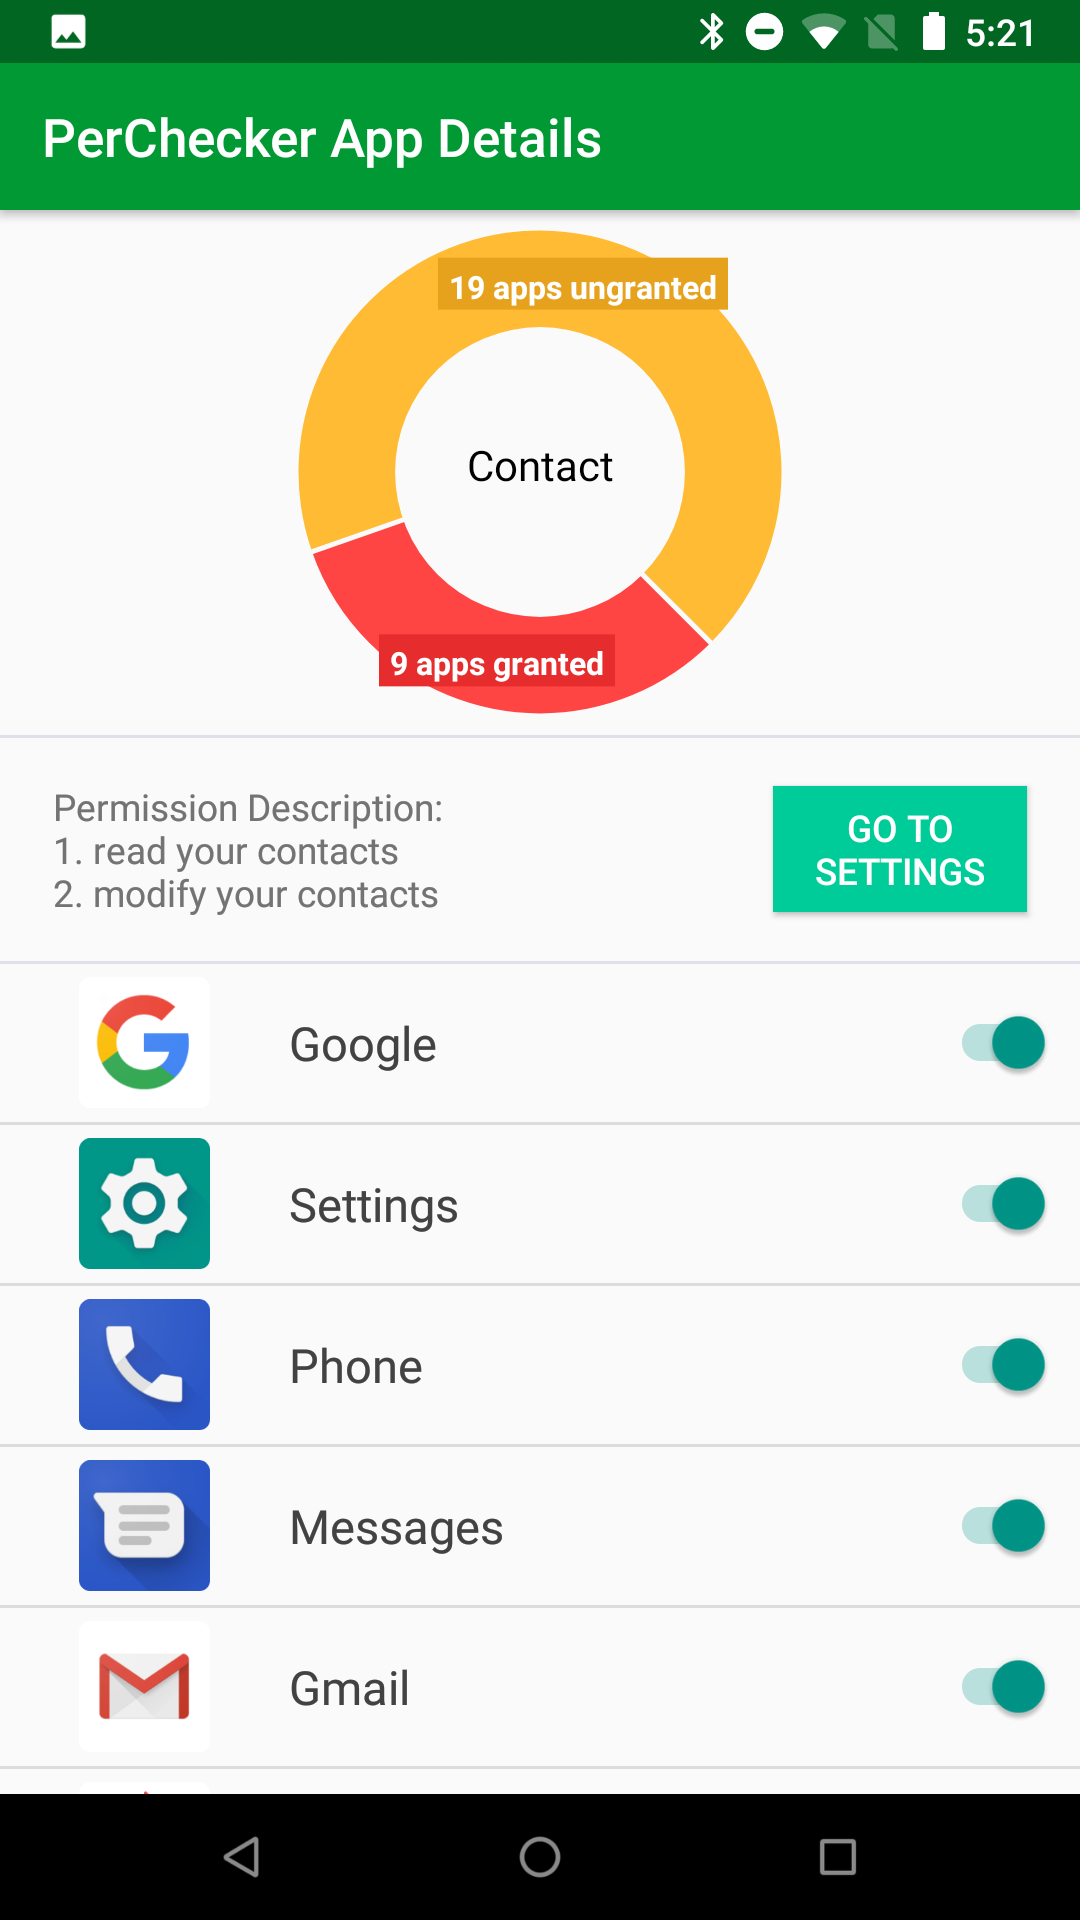 5:21
PerChecker App Details
19 apps ungranted
Contact
9 apps granted
Permission Description:
1. read your contacts
2. modify your contacts
GO TO
SETTINGS
Google
Settings
Phone
Messages
Gmail